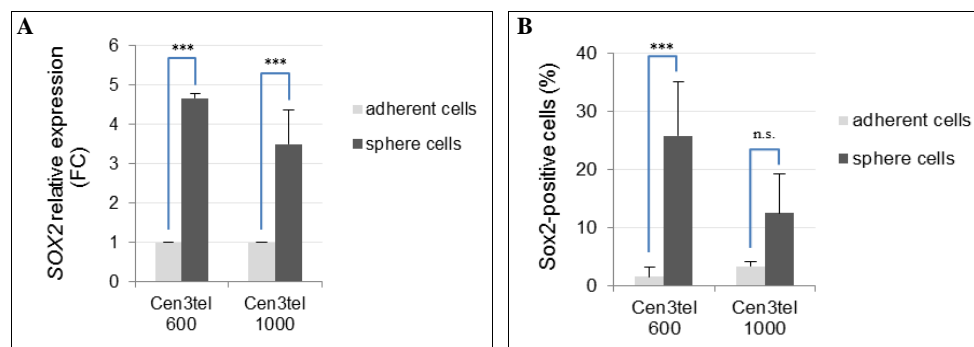 A
SOX2 relative expression
(FC)
6
5
4
3
2
1
0
***
***
Cen3tel
600
Cen3tel
1000
adherent cells
sphere cells
B
Sox2-positive cells (%)
40
30
20
10
0
***
n.s.
Cen3tel
600
Cen3tel
1000
adherent cells
sphere cells